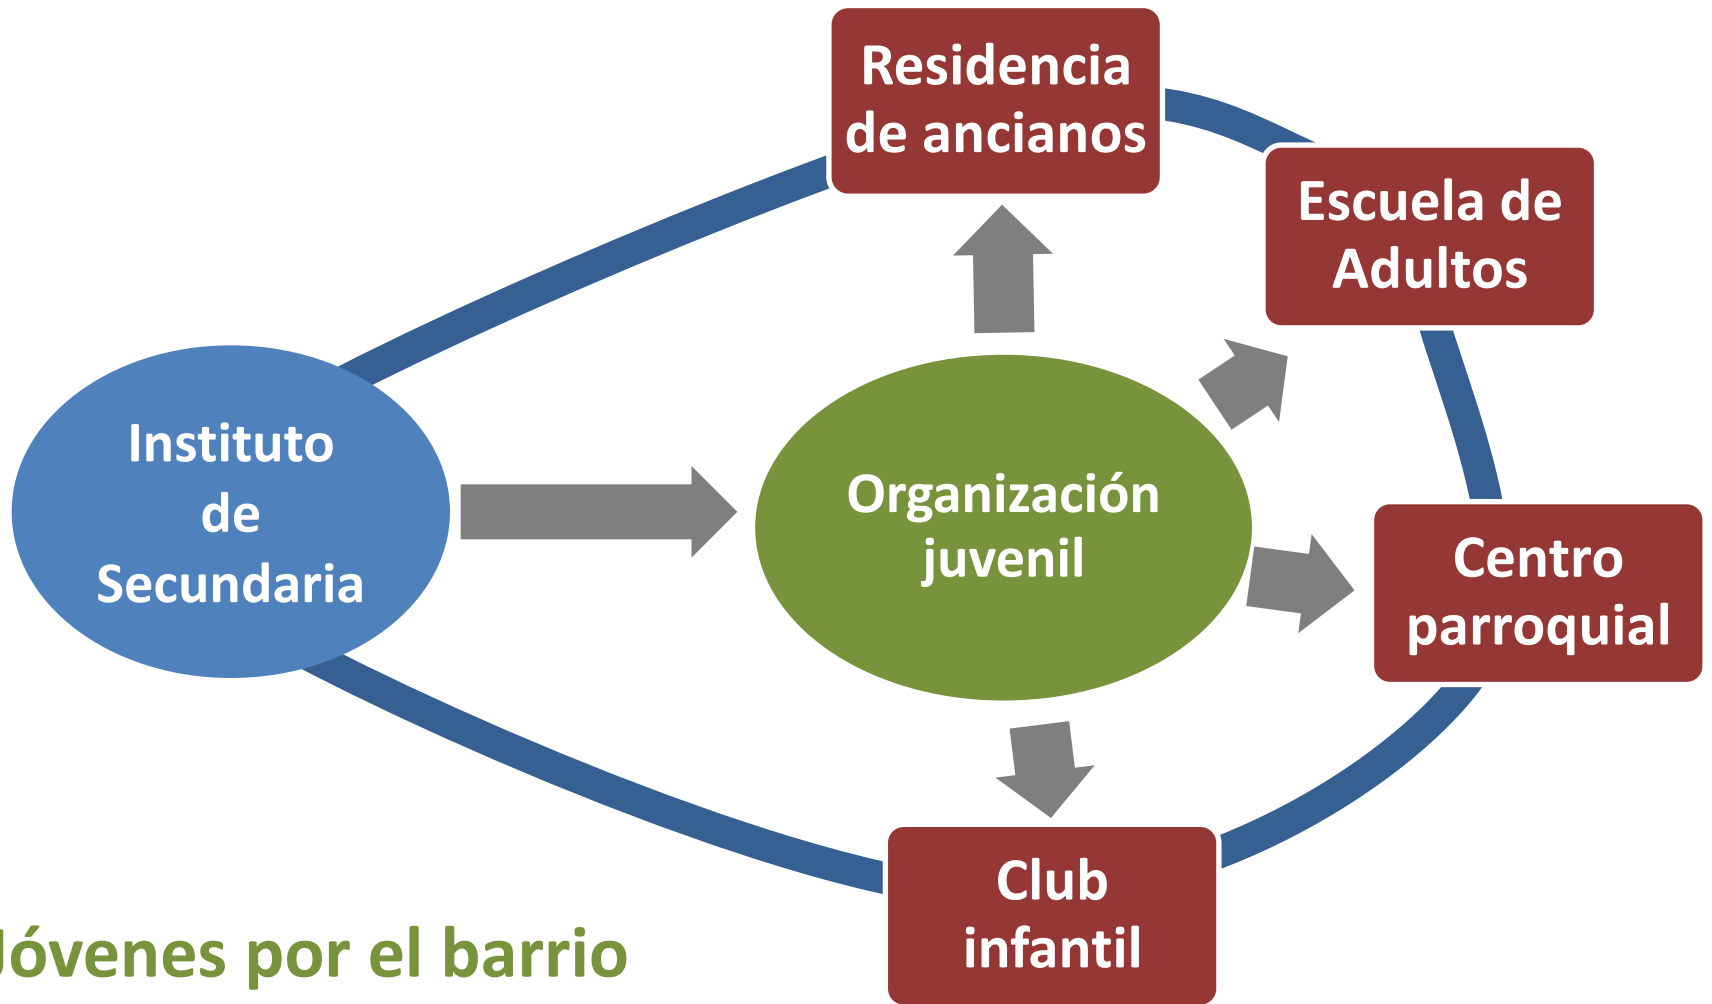 Residencia
de ancianos
Escuela de
Adultos
Instituto
de
Secundaria
Organización
juvenil
Centro
parroquial
Club
infantil
Jóvenes por el barrio